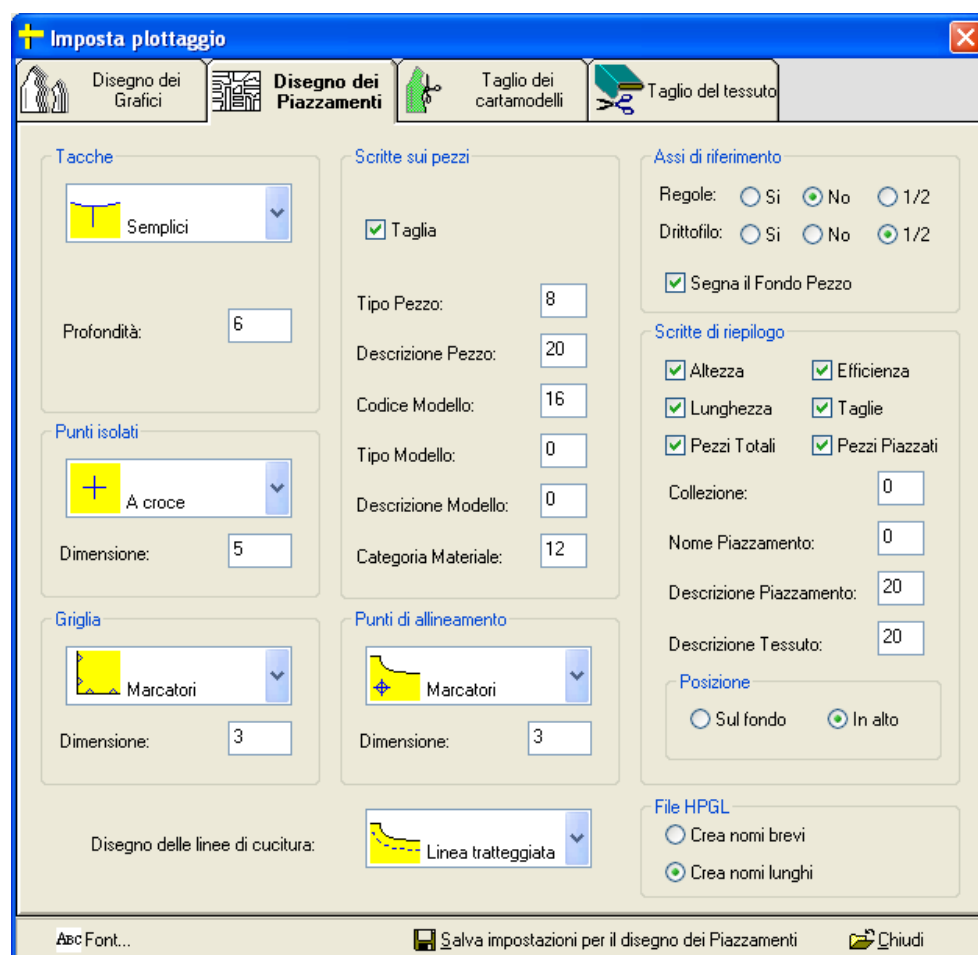 Imposta plottaggio
Disegno dei
Grafici
Disegno dei
Piazzamenti
Taglio dei
cartamodelli
Taglio del tessuto
Tacche
Semplici
Profondità: 6
Punti isolati
A croce
Dimensione: 5
Griglia
Marcatori
Dimensione: 3
Scritte sui pezzi
Taglia
Tipo Pezzo: 8
Descrizione Pezzo: 20
Codice Modello: 16
Tipo Modello: 0
Descrizione Modello: 0
Categoria Materiale: 12
Punti di allineamento
Marcatori
Dimensione: 3
Disegno delle linee di cucitura: Linea tratteggiata
Assi di riferimento
Regole: Si No 1/2
Drittofilo: Si No 1/2
Segna il Fondo Pezzo
Scritte di riepilogo
Altezza Efficienza
Lunghezza Taglie
Pezzi Totali Pezzi Piazzati
Collezione: 0
Nome Piazzamento: 0
Descrizione Piazzamento: 20
Descrizione Tessuto: 20
Posizione
Sul fondo In alto
File HPGL
Crea nomi brevi
Crea nomi lunghi
ABC Font... Salva impostazioni per il disegno dei Piazzamenti Chiudi